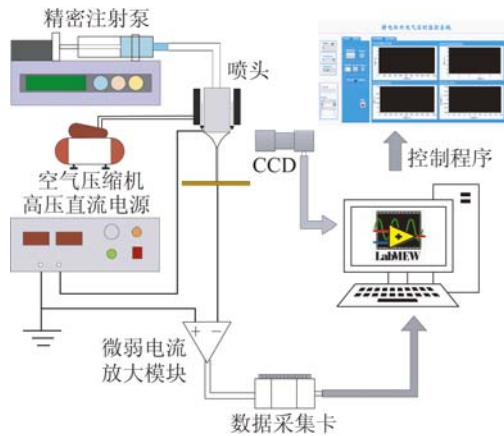 精密注射泵
喷头
空气压缩机
高压直流电源
CCD
控制程序
LabVIEW
微弱电流
放大模块
数据采集卡
+ −